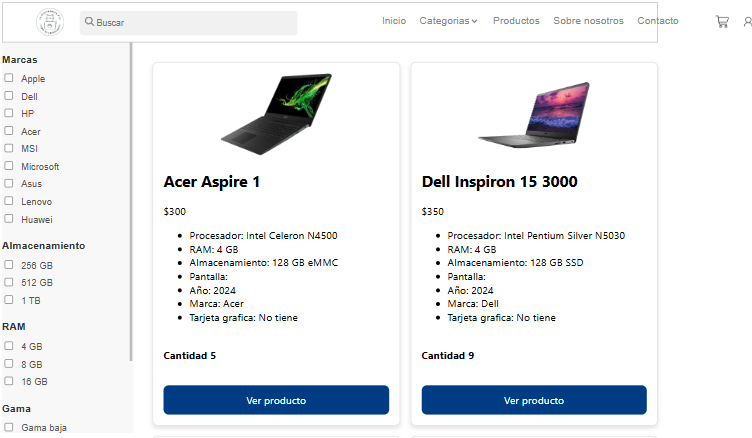 Buscar
Inicio
Categorias
Productos
Sobre nosotros
Contacto
Marcas
Apple
Dell
HP
Acer
MSI
Microsoft
Asus
Lenovo
Huawei
Almacenamiento
256 GB
512 GB
1 TB
RAM
4 GB
8 GB
16 GB
Gama
Gama baja
Acer Aspire 1
$300
Procesador: Intel Celeron N4500
RAM: 4 GB
Almacenamiento: 128 GB eMMC
Pantalla:
Año: 2024
Marca: Acer
Tarjeta grafica: No tiene
Cantidad 5
Ver producto
Dell Inspiron 15 3000
$350
Procesador: Intel Pentium Silver N5030
RAM: 4 GB
Almacenamiento: 128 GB SSD
Pantalla:
Año: 2024
Marca: Dell
Tarjeta grafica: No tiene
Cantidad 9
Ver producto